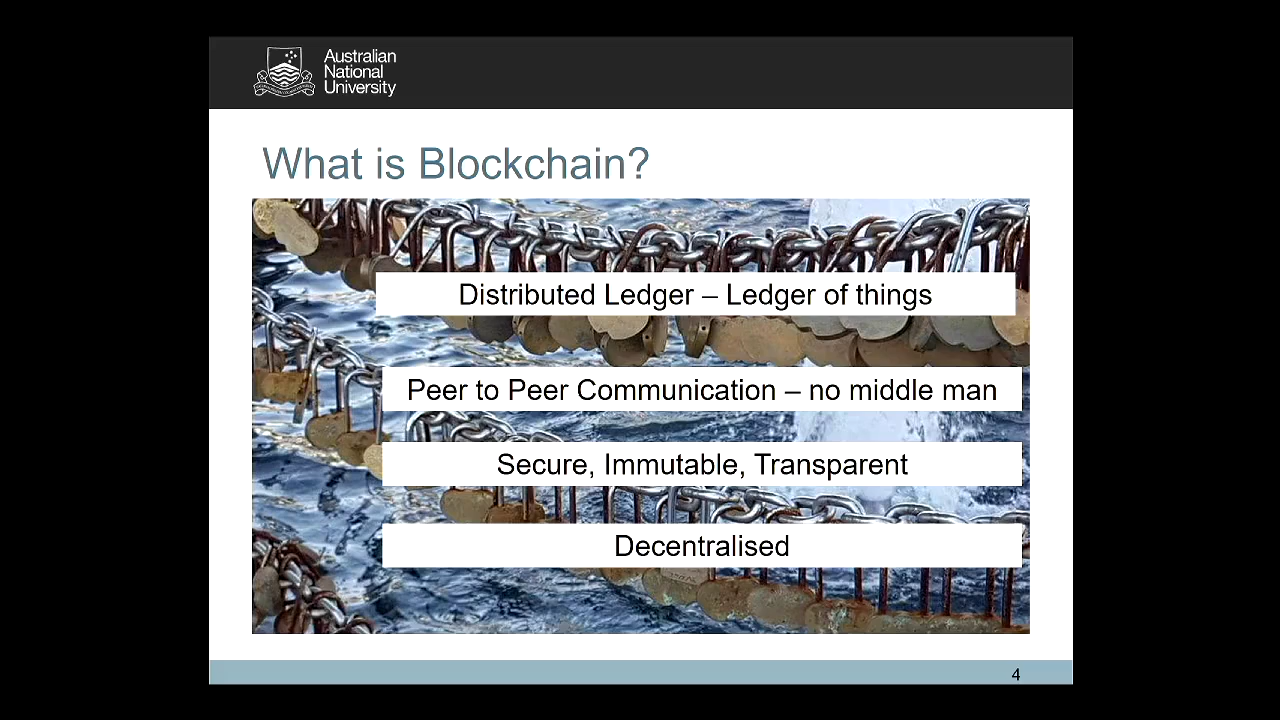 Australian
National
University
What is Blockchain?
Distributed Ledger – Ledger of things
Peer to Peer Communication – no middle man
Secure, Immutable, Transparent
Decentralised
4